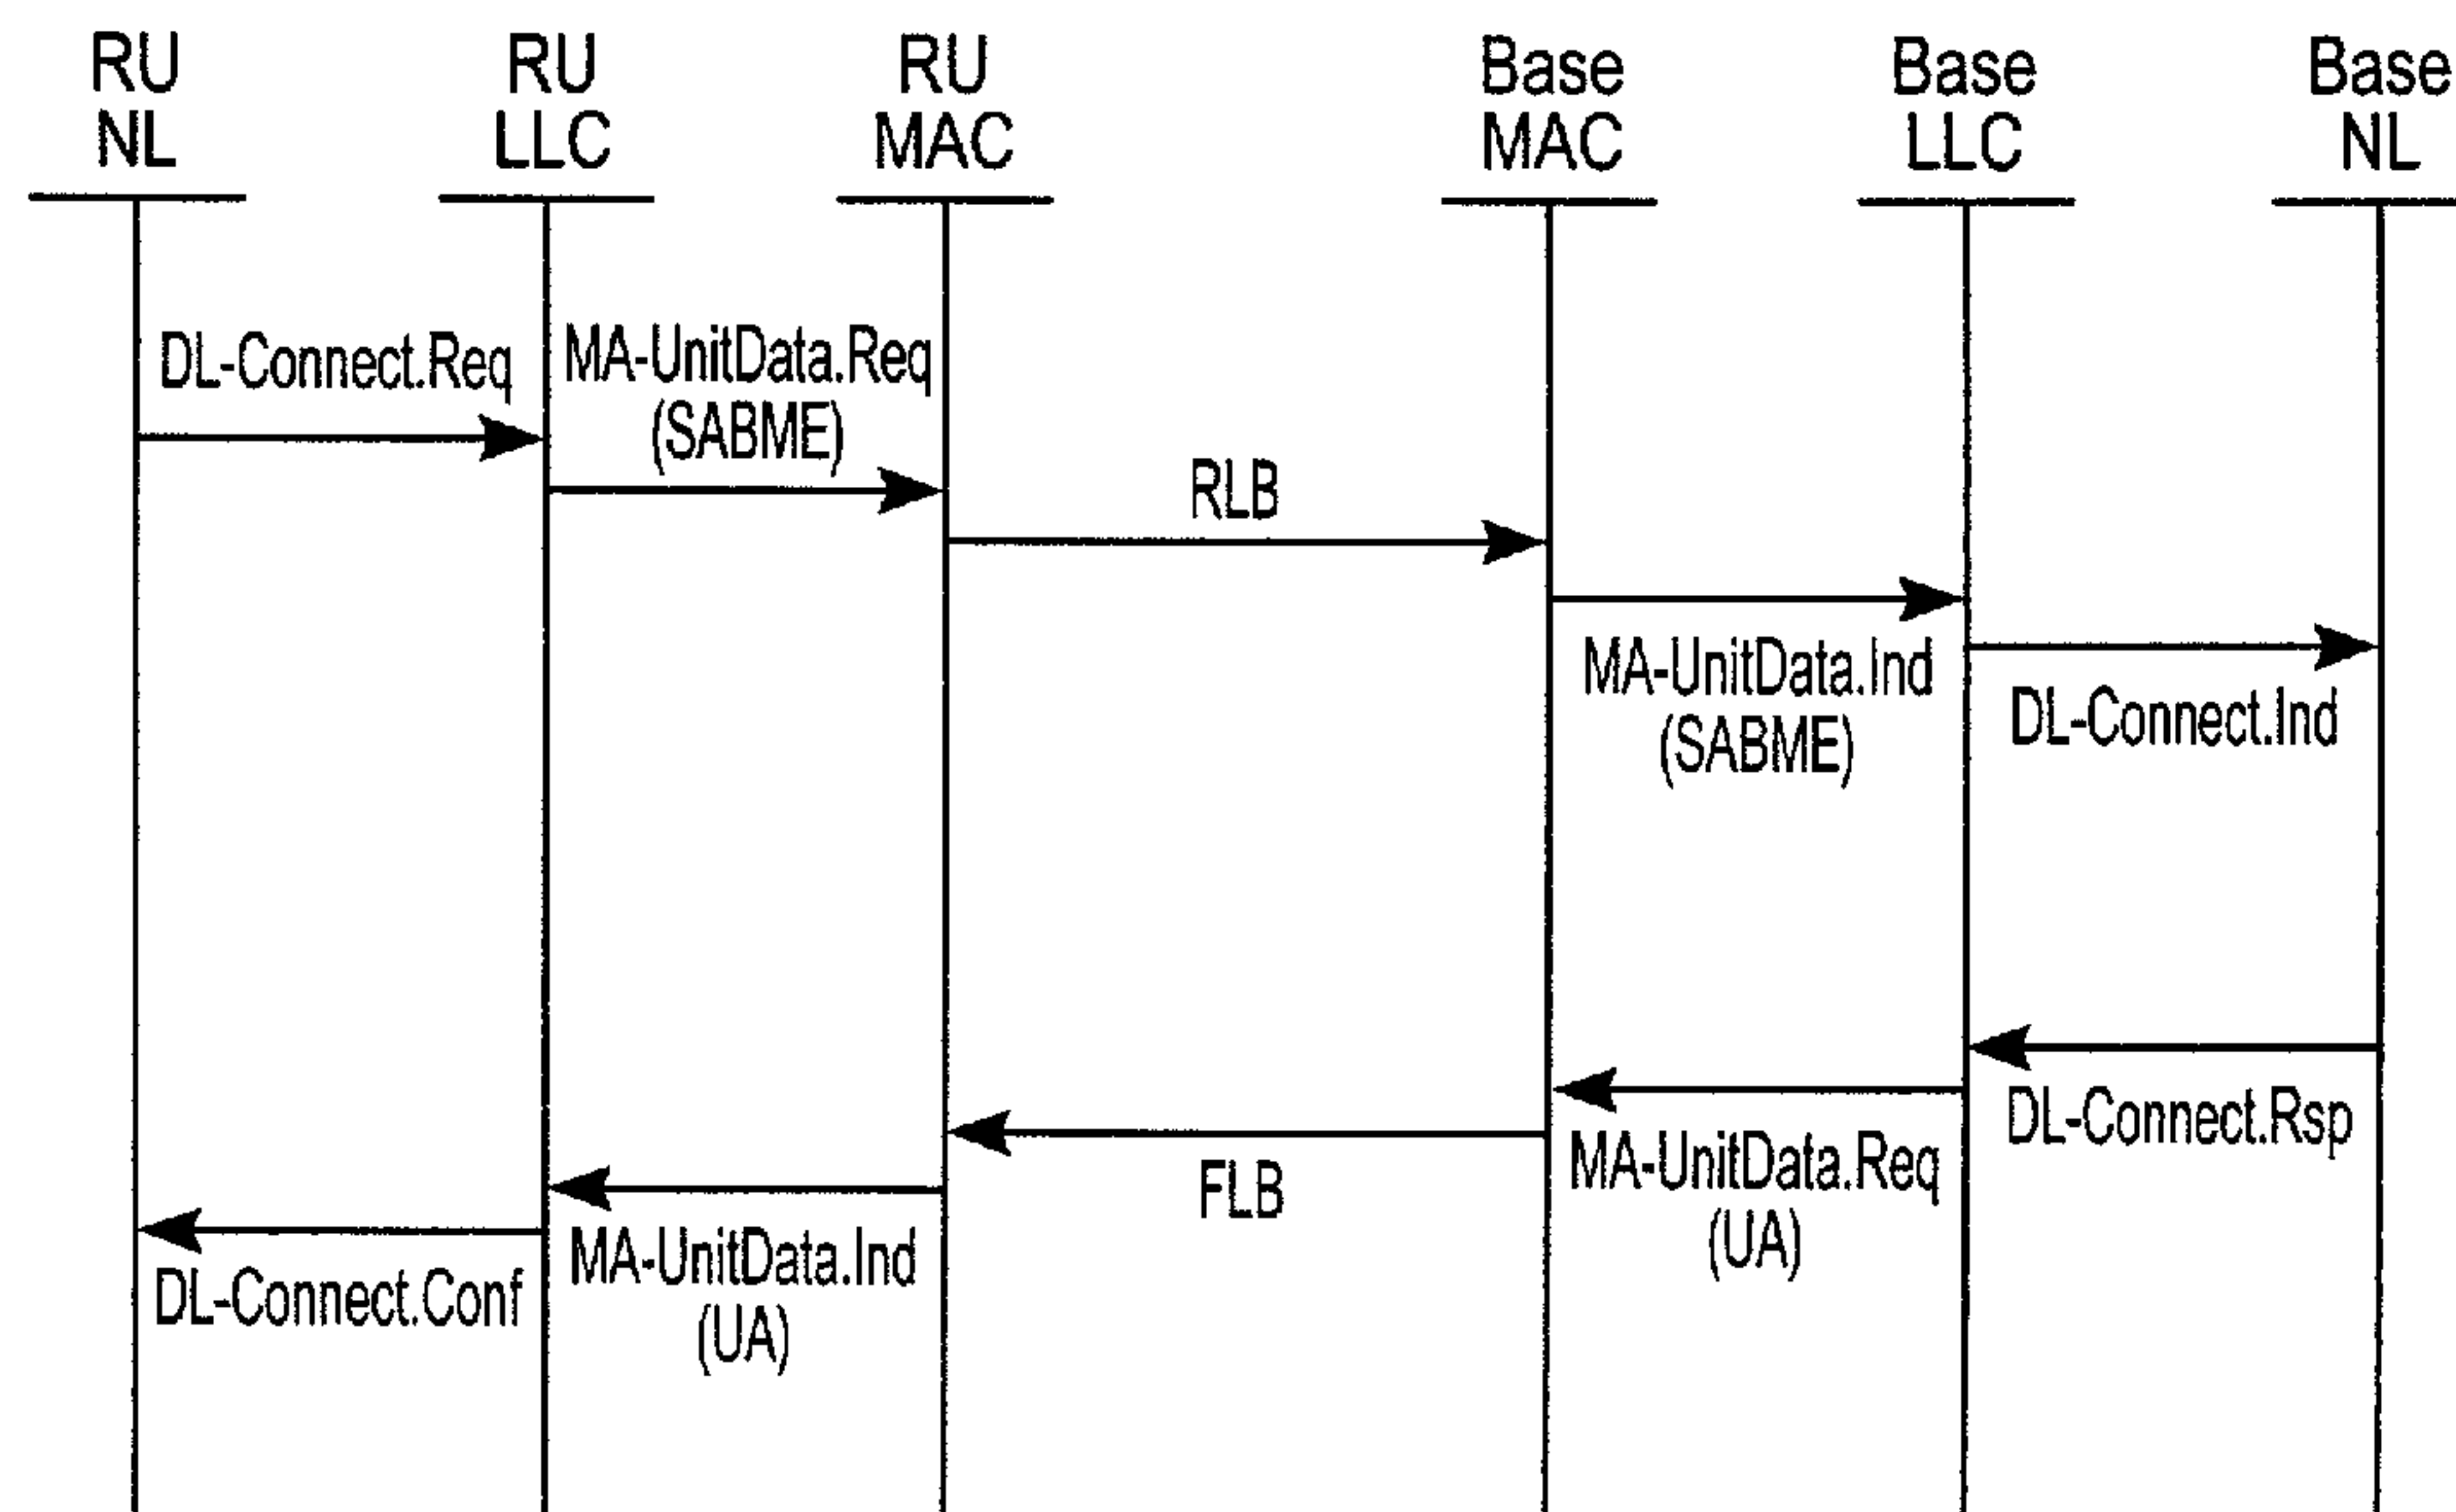 RU
NL
RU
LLC
RU
MAC
Base
MAC
Base
LLC
Base
NL
DL-Connect.Req
MA-UnitData.Req
(SABME)
RLB
MA-UnitData.Ind
(SABME)
DL-Connect.Ind
DL-Connect.Rsp
MA-UnitData.Req
(UA)
FLB
MA-UnitData.Ind
(UA)
DL-Connect.Conf